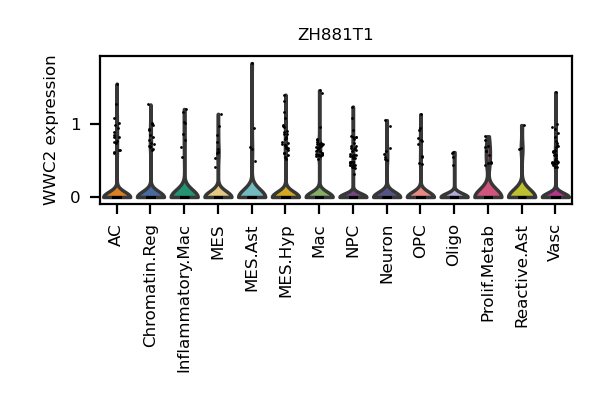 ZH881T1
WWC2 expression
1
0
AC
Chromatin.Reg
Inflammatory.Mac
MES
MES.Ast
MES.Hyp
Mac
NPC
Neuron
OPC
Oligo
Prolif.Metab
Reactive.Ast
Vasc